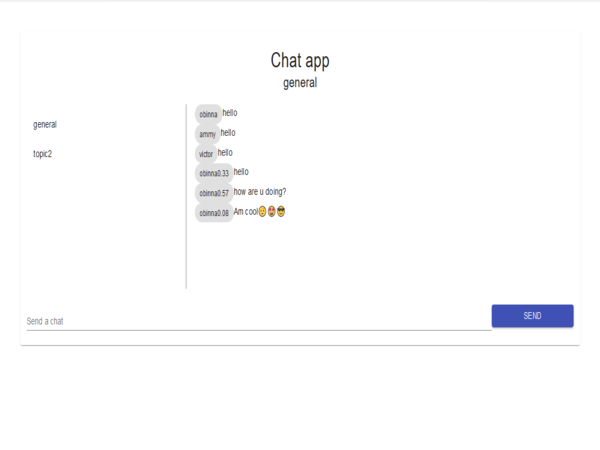 Chat app
general
general
topic2
obinna hello
ammy hello
victor hello
obinna0.33 hello
obinna0.57 how are u doing?
obinna0.08 Am cool😊😍😎
Send a chat
SEND